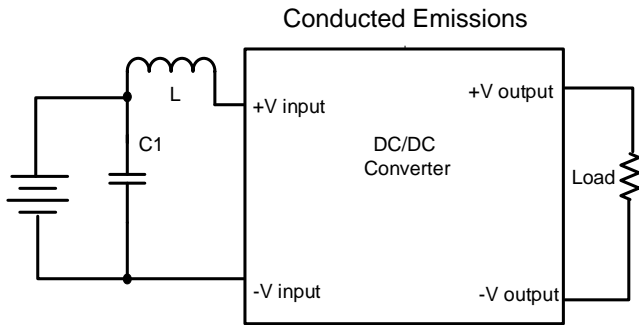 Conducted Emissions
L
+V input
+V output
C1
DC/DC
Converter
Load
-V input
-V output